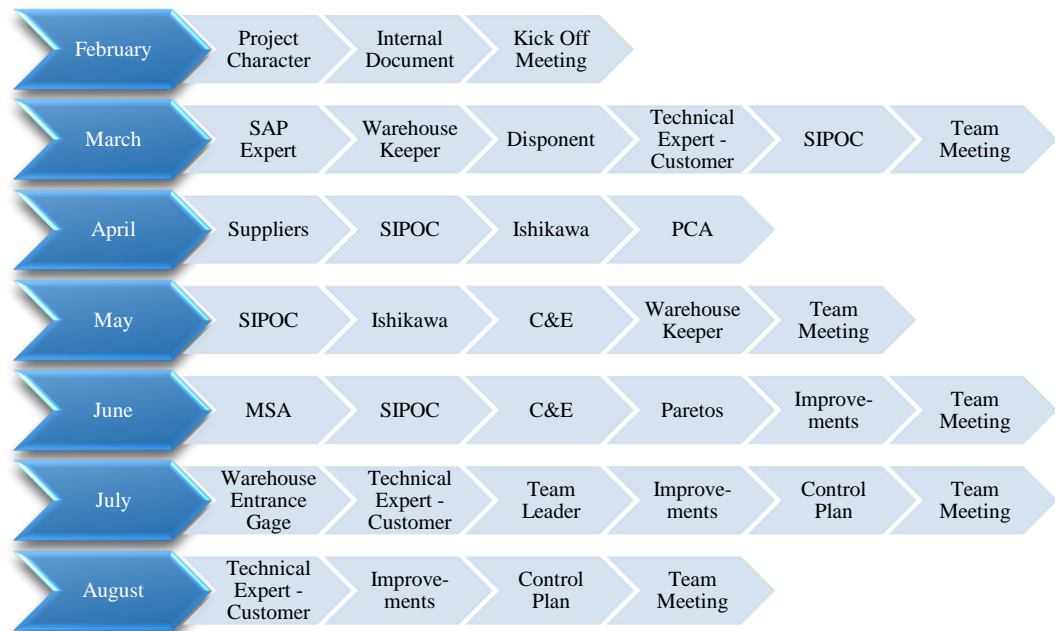 February
Project
Character
Internal
Document
Kick Off
Meeting
March
SAP
Expert
Warehouse
Keeper
Disponent
Technical
Expert -
Customer
SIPOC
Team
Meeting
April
Suppliers
SIPOC
Ishikawa
PCA
May
SIPOC
Ishikawa
C&E
Warehouse
Keeper
Team
Meeting
June
MSA
SIPOC
C&E
Paretos
Improve-
ments
Team
Meeting
July
Warehouse
Entrance
Gage
Technical
Expert -
Customer
Team
Leader
Improve-
ments
Control
Plan
Team
Meeting
August
Technical
Expert -
Customer
Improve-
ments
Control
Plan
Team
Meeting